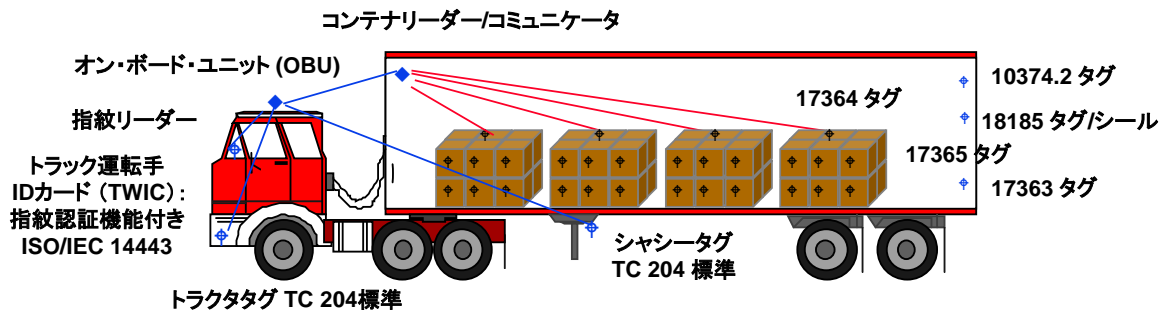 コンテナリーダー/コミュニケータ
オン・ボード・ユニット (OBU)
指紋リーダー
トラック運転手
IDカード (TWIC):
指紋認証機能付き
ISO/IEC 14443
トラクタタグ TC 204標準
シャシータグ
TC 204 標準
17364 タグ
17365 タグ
10374.2 タグ
18185 タグ/シール
17363 タグ